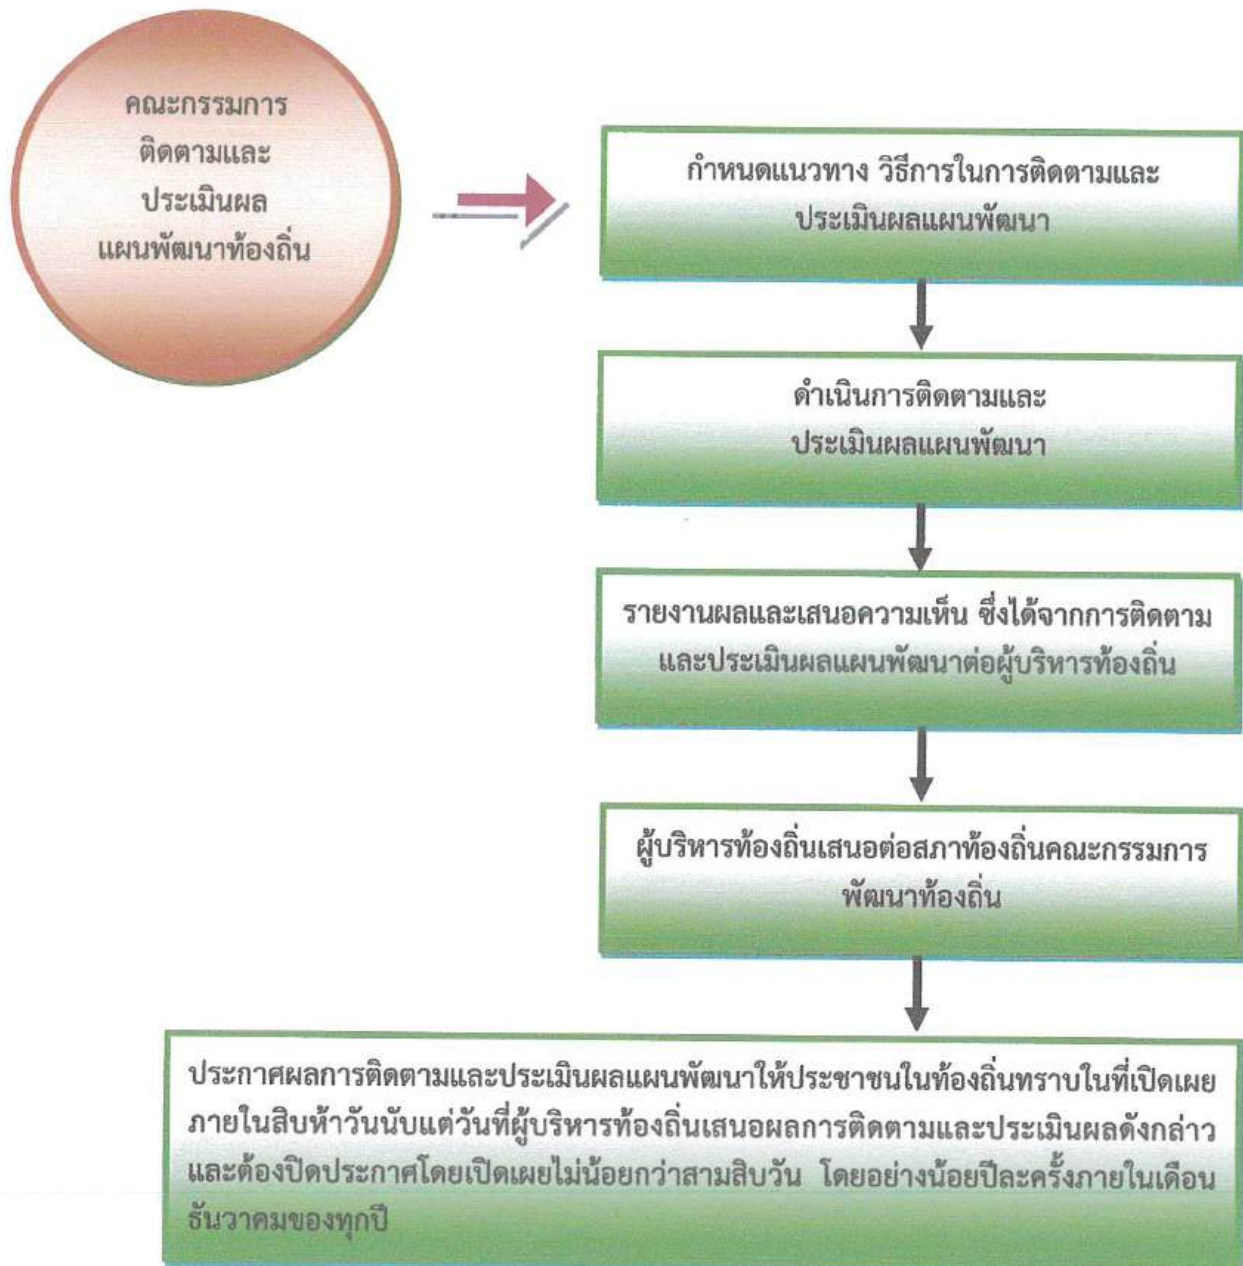 คณะกรรมการ
ติดตามและ
ประเมินผล
แผนพัฒนาท้องถิ่น
กำหนดแนวทาง วิธีการในการติดตามและ
ประเมินผลแผนพัฒนา
ดำเนินการติดตามและ
ประเมินผลแผนพัฒนา
รายงานผลและเสนอความเห็น ซึ่งได้จากการติดตาม
และประเมินผลแผนพัฒนาต่อผู้บริหารท้องถิ่น
ผู้บริหารท้องถิ่นเสนอต่อสภาท้องถิ่นคณะกรรมการ
พัฒนาท้องถิ่น
ประกาศผลการติดตามและประเมินผลแผนพัฒนาให้ประชาชนในท้องถิ่นทราบในที่เปิดเผย
ภายในสิบห้าวันนับแต่วันที่ผู้บริหารท้องถิ่นเสนอผลการติดตามและประเมินผลดังกล่าว
และต้องปิดประกาศโดยเปิดเผยไม่น้อยกว่าสามสิบวัน โดยอย่างน้อยปีละครั้งภายในเดือน
ธันวาคมของทุกปี